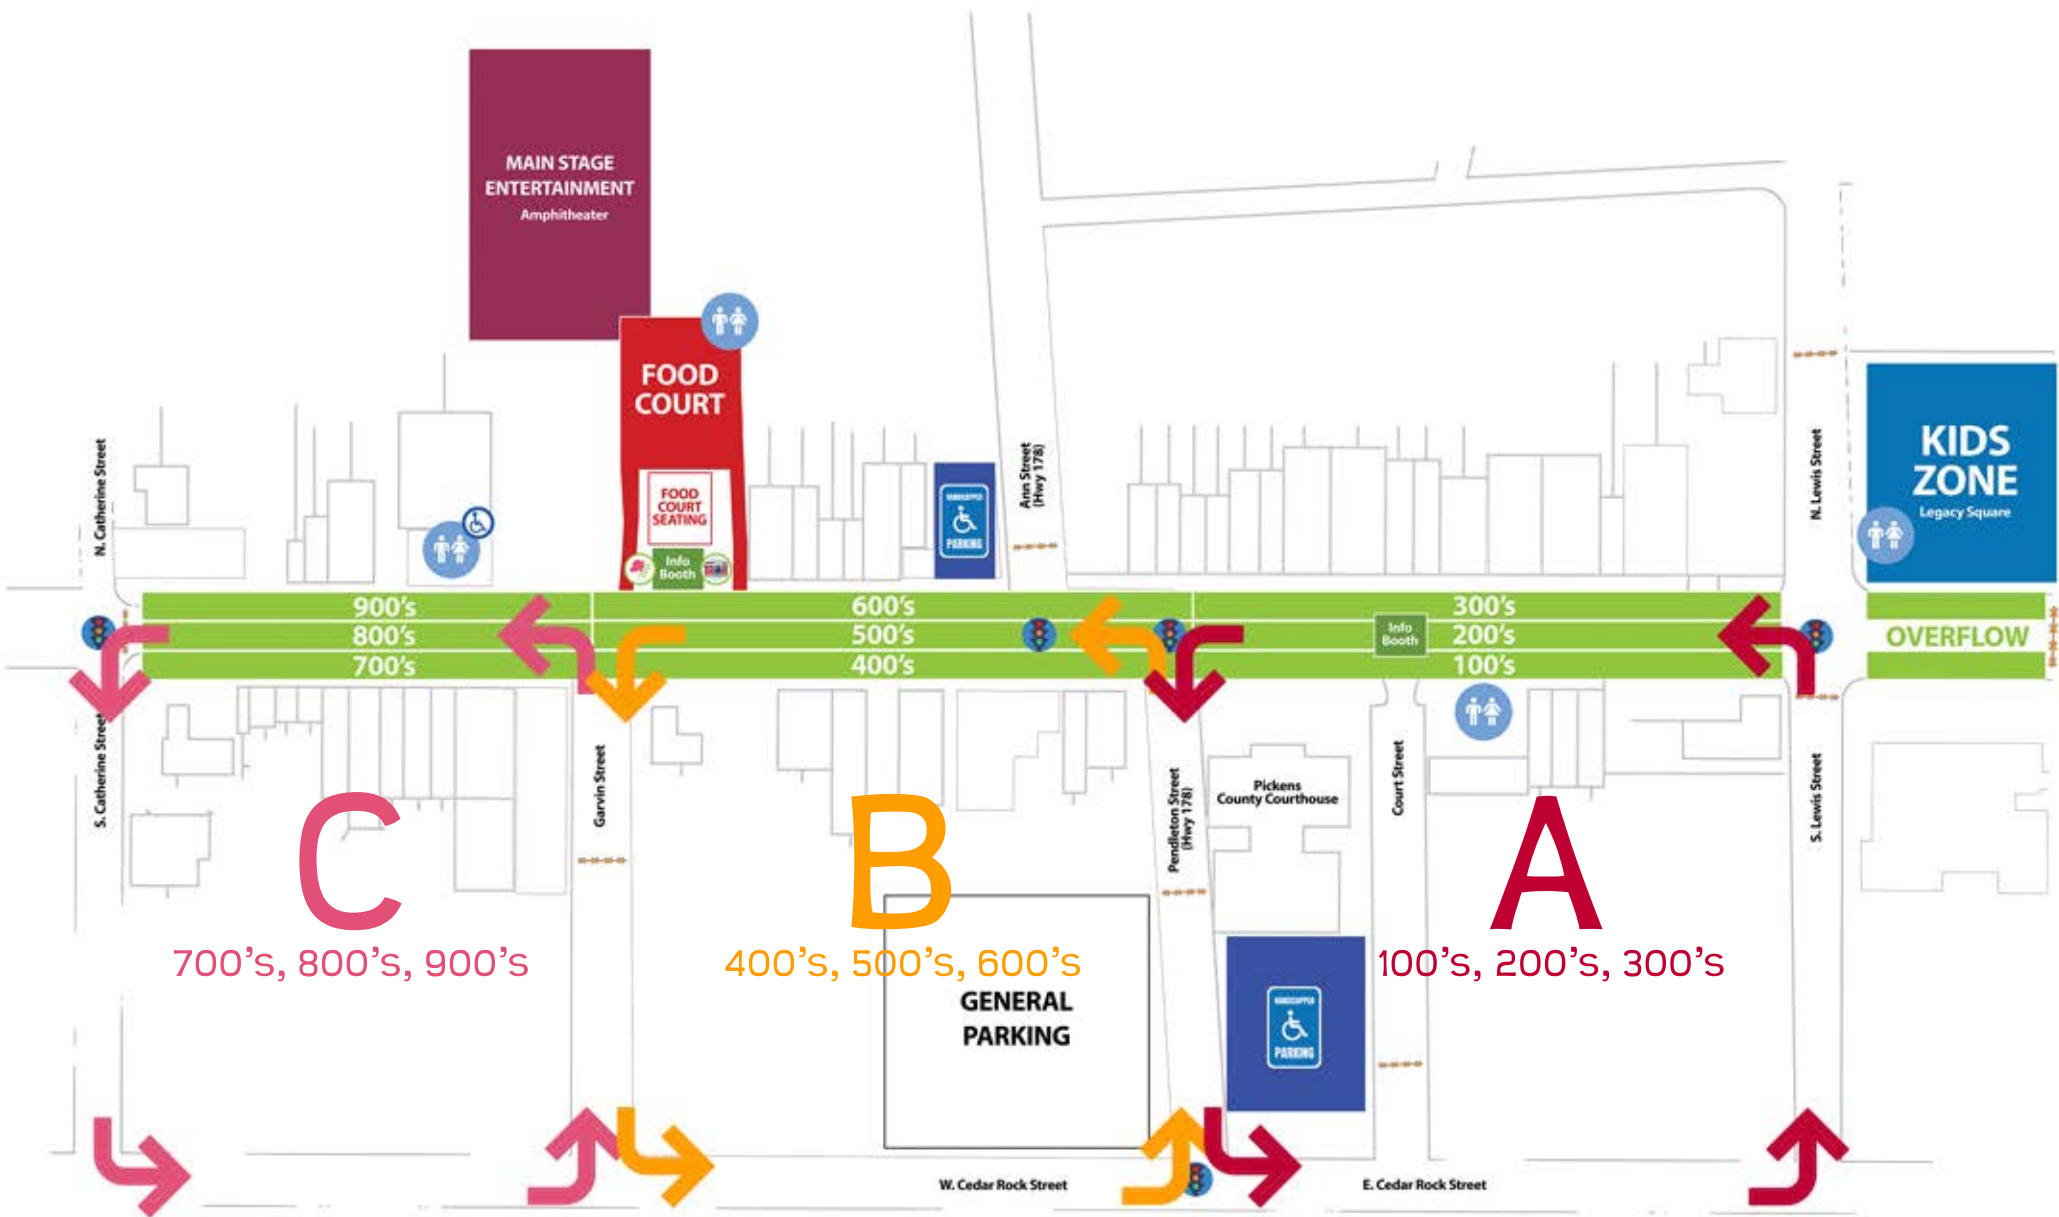 MAIN STAGE
ENTERTAINMENT
Amphitheater
FOOD
COURT
FOOD
COURT
SEATING
Info
Booth
HANDICAPPED
PARKING
N. Catherine Street
Ann Street
(Hwy 178)
N. Lewis Street
KIDS
ZONE
Legacy Square
900's
800's
700's
600's
500's
400's
300's
200's
100's
Info
Booth
OVERFLOW
S. Catherine Street
Garvin Street
Pendleton Street
(Hwy 178)
Pickens
County Courthouse
Court Street
S. Lewis Street
C
700's, 800's, 900's
B
400's, 500's, 600's
A
100's, 200's, 300's
GENERAL
PARKING
HANDICAPPED
PARKING
W. Cedar Rock Street
E. Cedar Rock Street